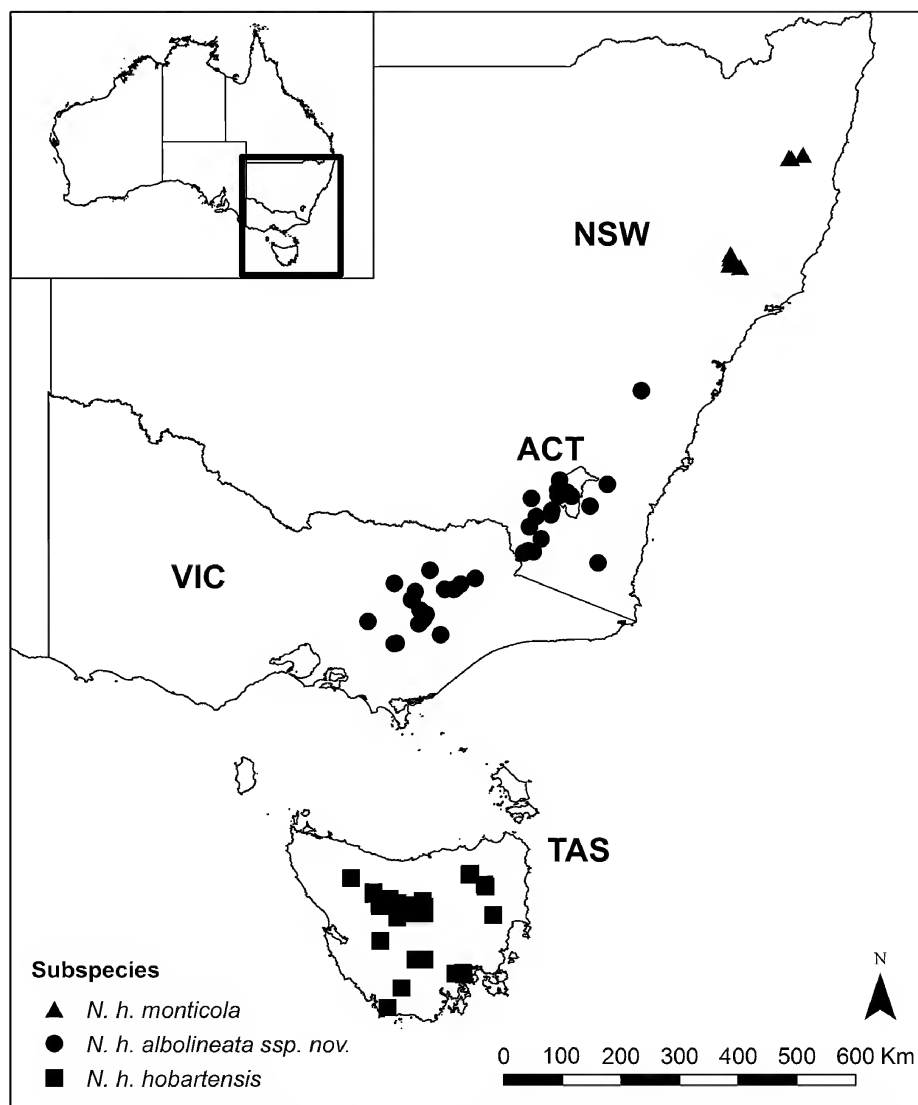 NSW
ACT
VIC
TAS
Subspecies
N. h. monticola
N. h. albolineata ssp. nov.
N. h. hobartensis
N
0 100 200 300 400 500 600 Km